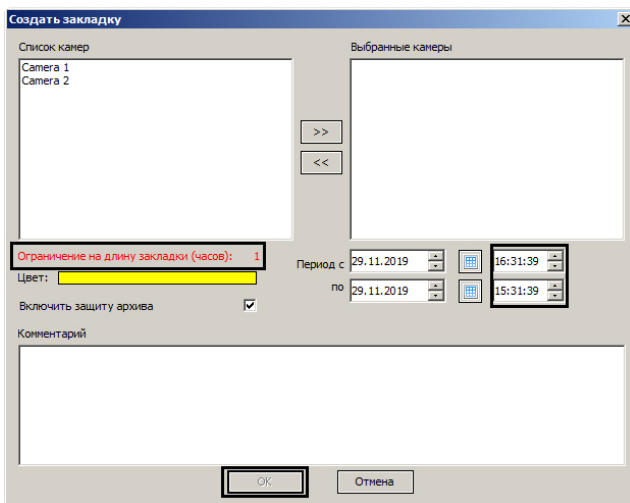 Создать закладку
Список камер
Выбранные камеры
Camera 1
Camera 2
>>
<<
Ограничение на длину закладки (часов): 1
Цвет:
Период с 29.11.2019 16:31:39
по 29.11.2019 15:31:39
Включить защиту архива
Комментарий
OK
Отмена